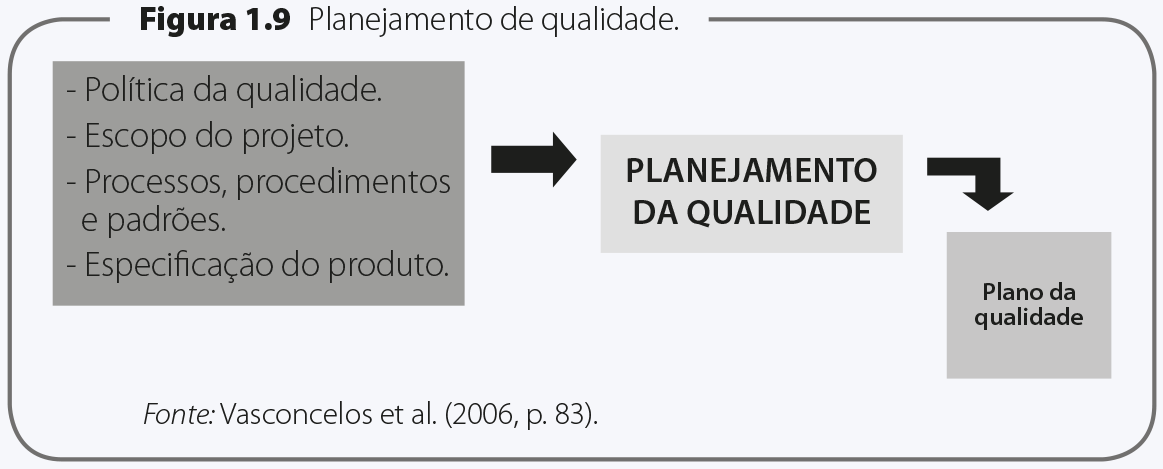 Figura 1.9 Planejamento de qualidade.
- Política da qualidade.
- Escopo do projeto.
- Processos, procedimentos
e padrões.
- Especificação do produto.
PLANEJAMENTO
DA QUALIDADE
Plano da
qualidade
Fonte: Vasconcelos et al. (2006, p. 83).